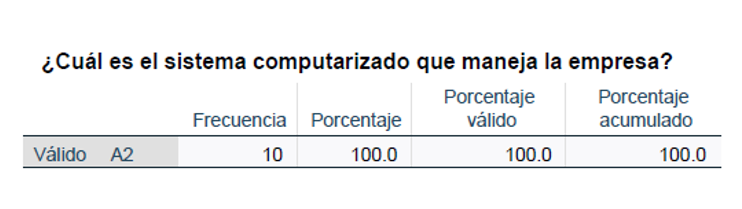 ¿Cuál es el sistema computarizado que maneja la empresa?
Frecuencia Porcentaje Porcentaje válido Porcentaje acumulado
Válido A2 10 100.0 100.0 100.0